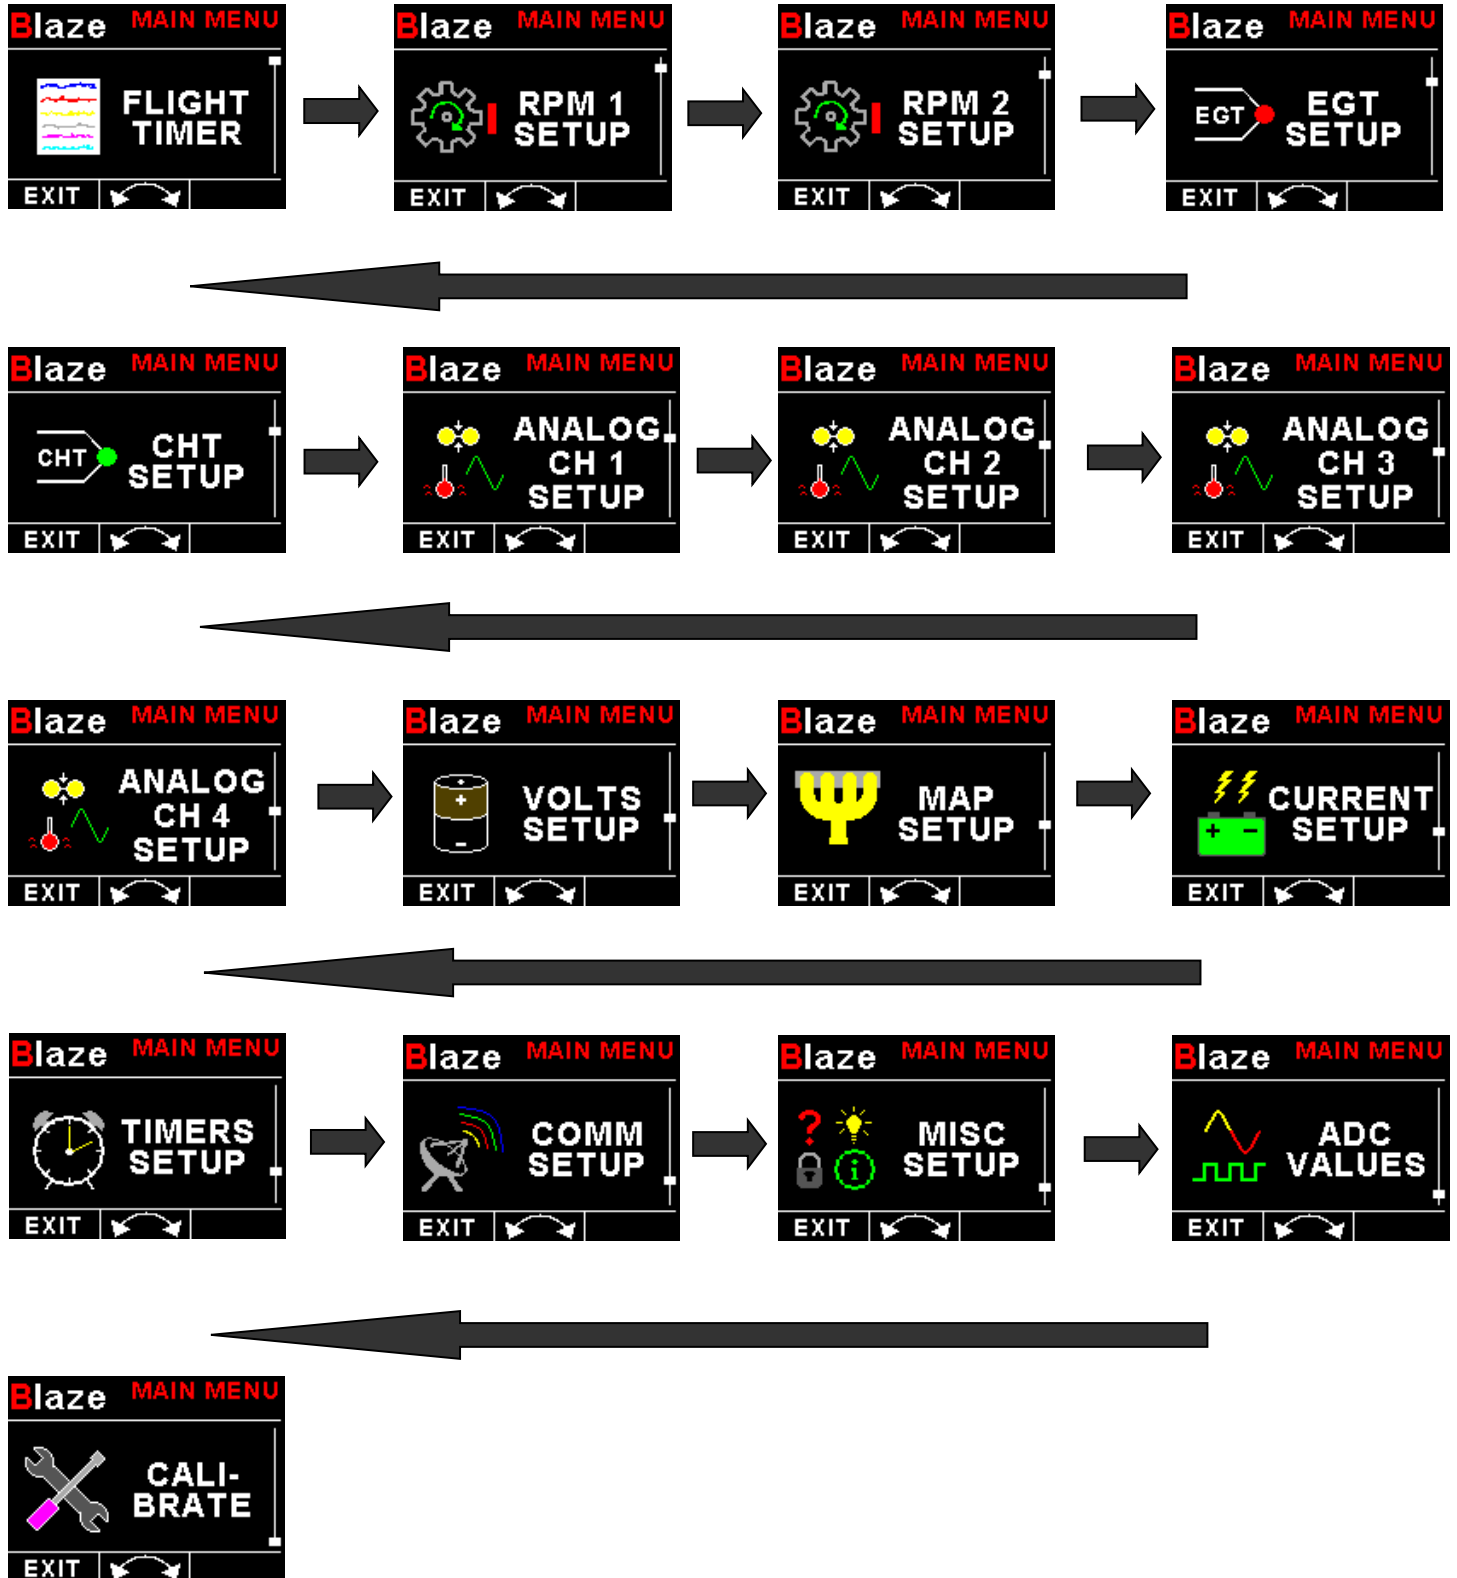 Blaze MAIN MENU
FLIGHT
TIMER
EXIT
Blaze MAIN MENU
RPM 1
SETUP
EXIT
Blaze MAIN MENU
RPM 2
SETUP
EXIT
Blaze MAIN MENU
EGT
EGT
SETUP
EXIT
Blaze MAIN MENU
CHT
CHT
SETUP
EXIT
Blaze MAIN MENU
ANALOG
CH 1
SETUP
EXIT
Blaze MAIN MENU
ANALOG
CH 2
SETUP
EXIT
Blaze MAIN MENU
ANALOG
CH 3
SETUP
EXIT
Blaze MAIN MENU
ANALOG
CH 4
SETUP
EXIT
Blaze MAIN MENU
VOLTS
SETUP
EXIT
Blaze MAIN MENU
MAP
SETUP
EXIT
Blaze MAIN MENU
CURRENT
SETUP
EXIT
Blaze MAIN MENU
TIMERS
SETUP
EXIT
Blaze MAIN MENU
COMM
SETUP
EXIT
Blaze MAIN MENU
MISC
SETUP
EXIT
Blaze MAIN MENU
ADC
VALUES
EXIT
Blaze MAIN MENU
CALI-
BRATE
EXIT